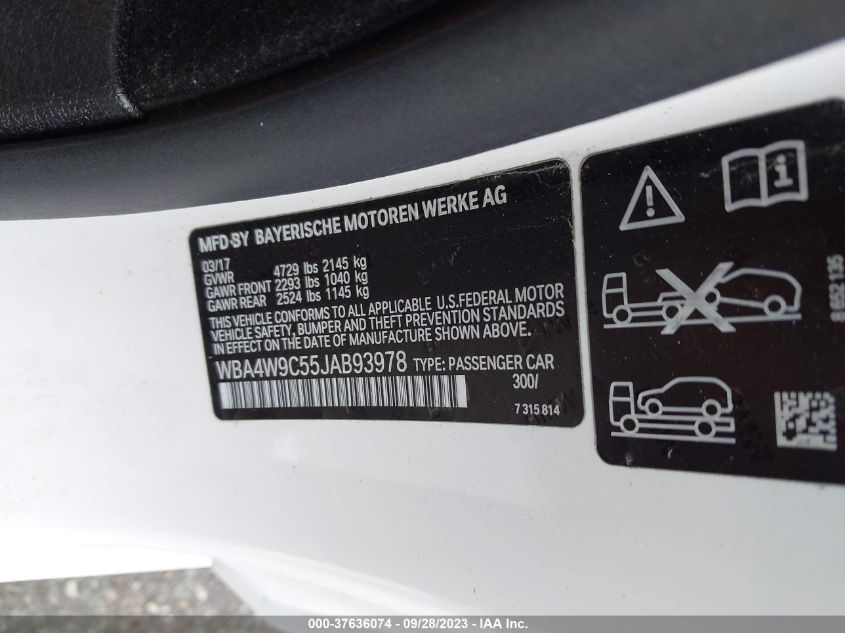 MFD BY BAYERISCHE MOTOREN WERKE AG
03/17
GVWR 4729 lbs 2145 kg
GAWR FRONT 2293 lbs 1040 kg
GAWR REAR 2524 lbs 1145 kg
THIS VEHICLE CONFORMS TO ALL APPLICABLE U.S.FEDERAL MOTOR
VEHICLE SAFETY, BUMPER AND THEFT PREVENTION STANDARDS
IN EFFECT ON THE DATE OF MANUFACTURE SHOWN ABOVE.
WBA4W9C55JAB93978 TYPE: PASSENGER CAR
300/
7 315 814
8 652 135
000-37636074 - 09/28/2023 - IAA Inc.